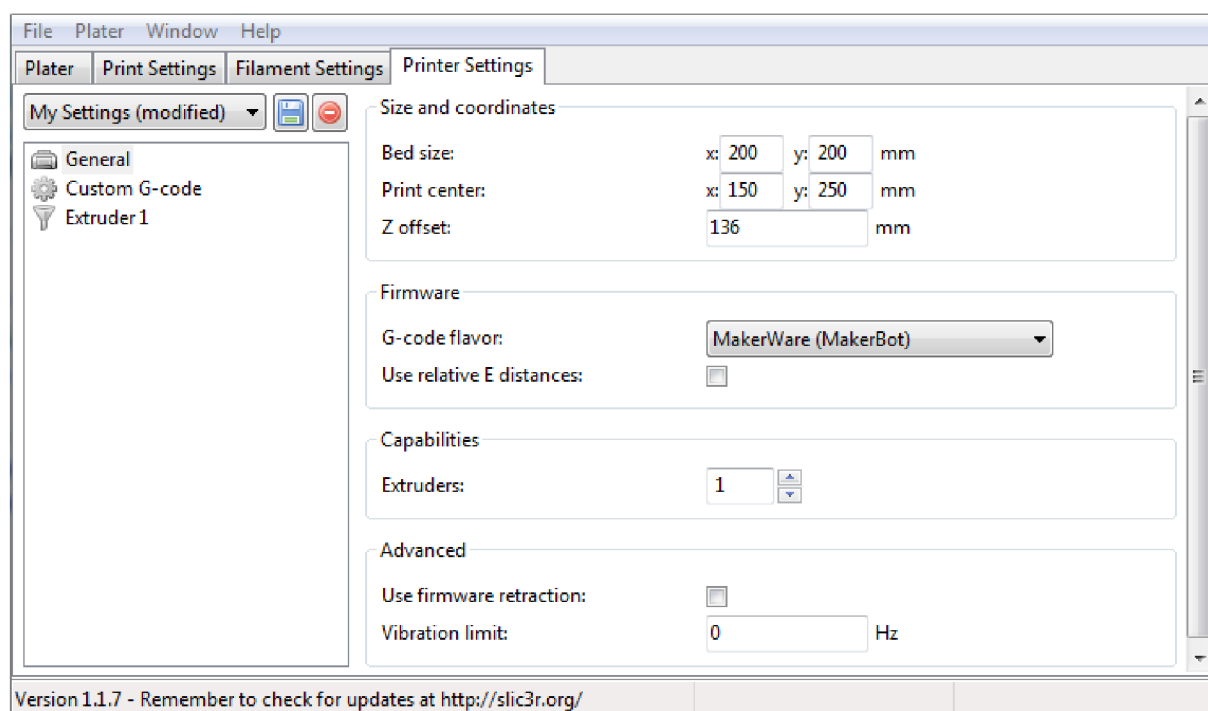 File Plater Window Help
Plater Print Settings Filament Settings Printer Settings
My Settings (modified)
General
Custom G-code
Extruder 1
Size and coordinates
Bed size: x: 200 y: 200 mm
Print center: x: 150 y: 250 mm
Z offset: 136 mm
Firmware
G-code flavor: MakerWare (MakerBot)
Use relative E distances:
Capabilities
Extruders: 1
Advanced
Use firmware retraction:
Vibration limit: 0 Hz
Version 1.1.7 - Remember to check for updates at http://slic3r.org/